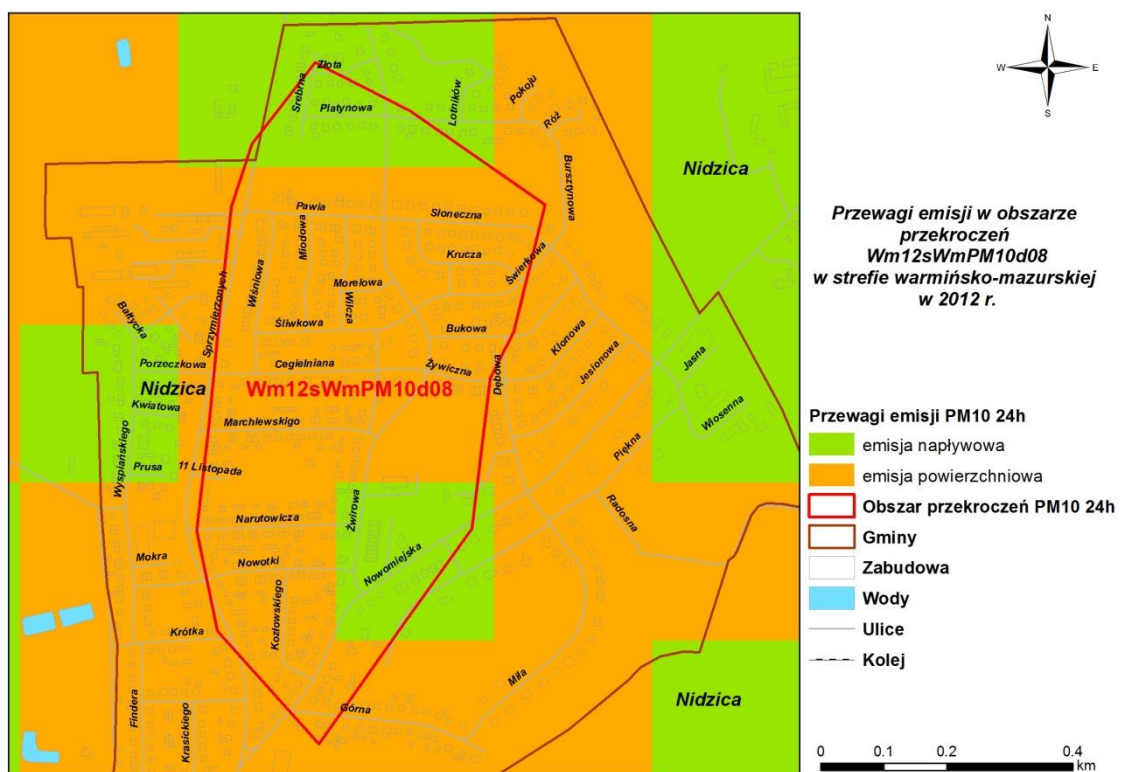 N
W E
S
Przewagi emisji w obszarze
przekroczeń
Wm12sWmPM10d08
w strefie warmińsko-mazurskiej
w 2012 r.
Przewagi emisji PM10 24h
emisja napływowa
emisja powierzchniowa
Obszar przekroczeń PM10 24h
Gminy
Zabudowa
Wody
Ulice
Kolej
0 0.1 0.2 0.4
km
Złota
Srebrna
Platynowa
Lotników
Pokoju
Róż
Bursztynowa
Nidzica
Pawia
Słoneczna
Miodowa
Krucza
Świerkowa
Wiśniowa
Morelowa
Wilcza
Sprzymierzonych
Bałtycka
Śliwkowa
Bukowa
Klonowa
Jesionowa
Jasna
Porzeczkowa
Cegielniana
Żywiczna
Dębowa
Nidzica
Wm12sWmPM10d08
Kwiatowa
Marchlewskigo
Wiosenna
Piękna
Wyspiańskiego
Prusa
11 Listopada
Żwirowa
Radosna
Narutowicza
Mokra
Nowotki
Nowomiejska
Kozłowskiego
Krótka
Miła
Findera
Krasickiego
Górna
Nidzica